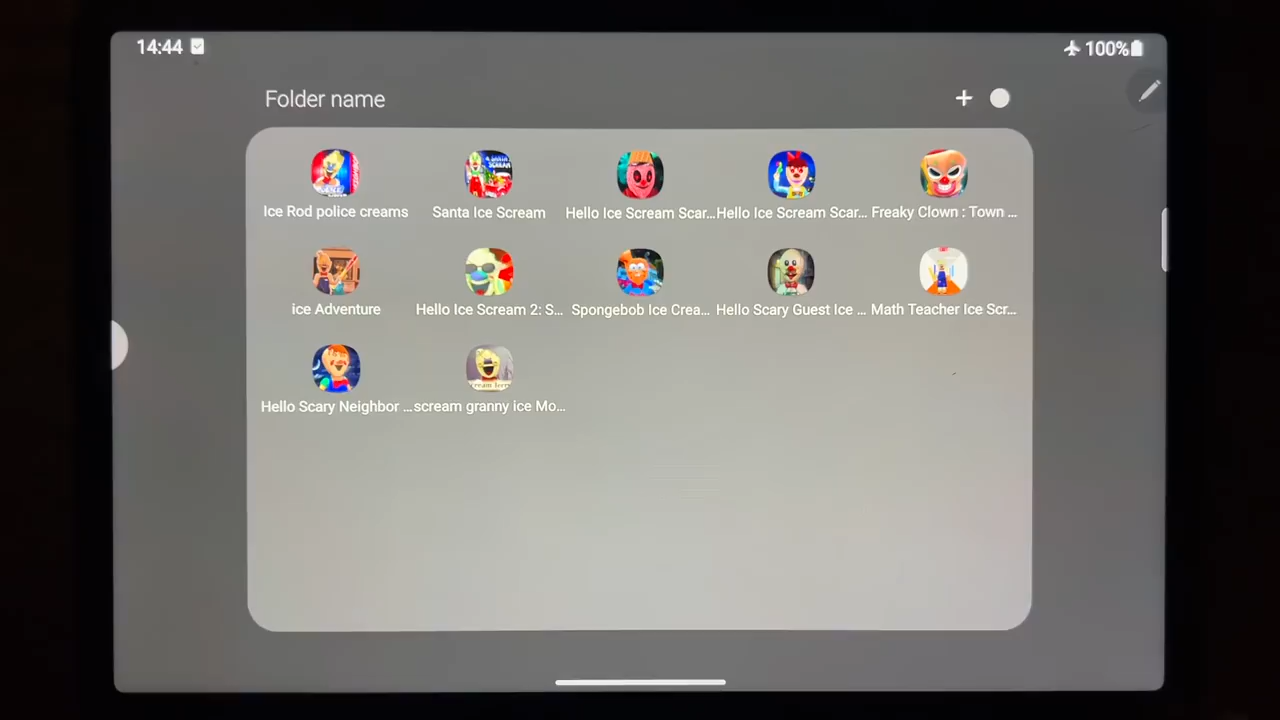 14:44
100%
Folder name
Ice Rod police creams
Santa Ice Scream
Hello Ice Scream Scar...
Hello Ice Scream Scar...
Freaky Clown : Town ...
ice Adventure
Hello Ice Scream 2: S...
Spongebob Ice Crea...
Hello Scary Guest Ice ...
Math Teacher Ice Scr...
Hello Scary Neighbor ...
scream granny ice Mo...